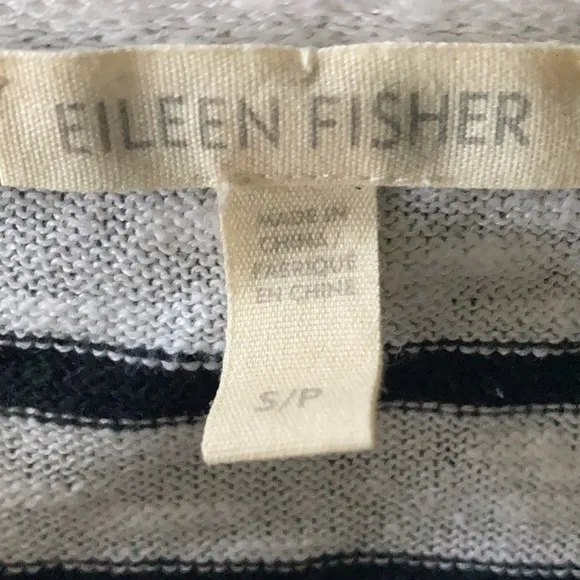 EILEEN FISHER
MADE IN
CHINA/
FABRIQUE
EN CHINE
S/P